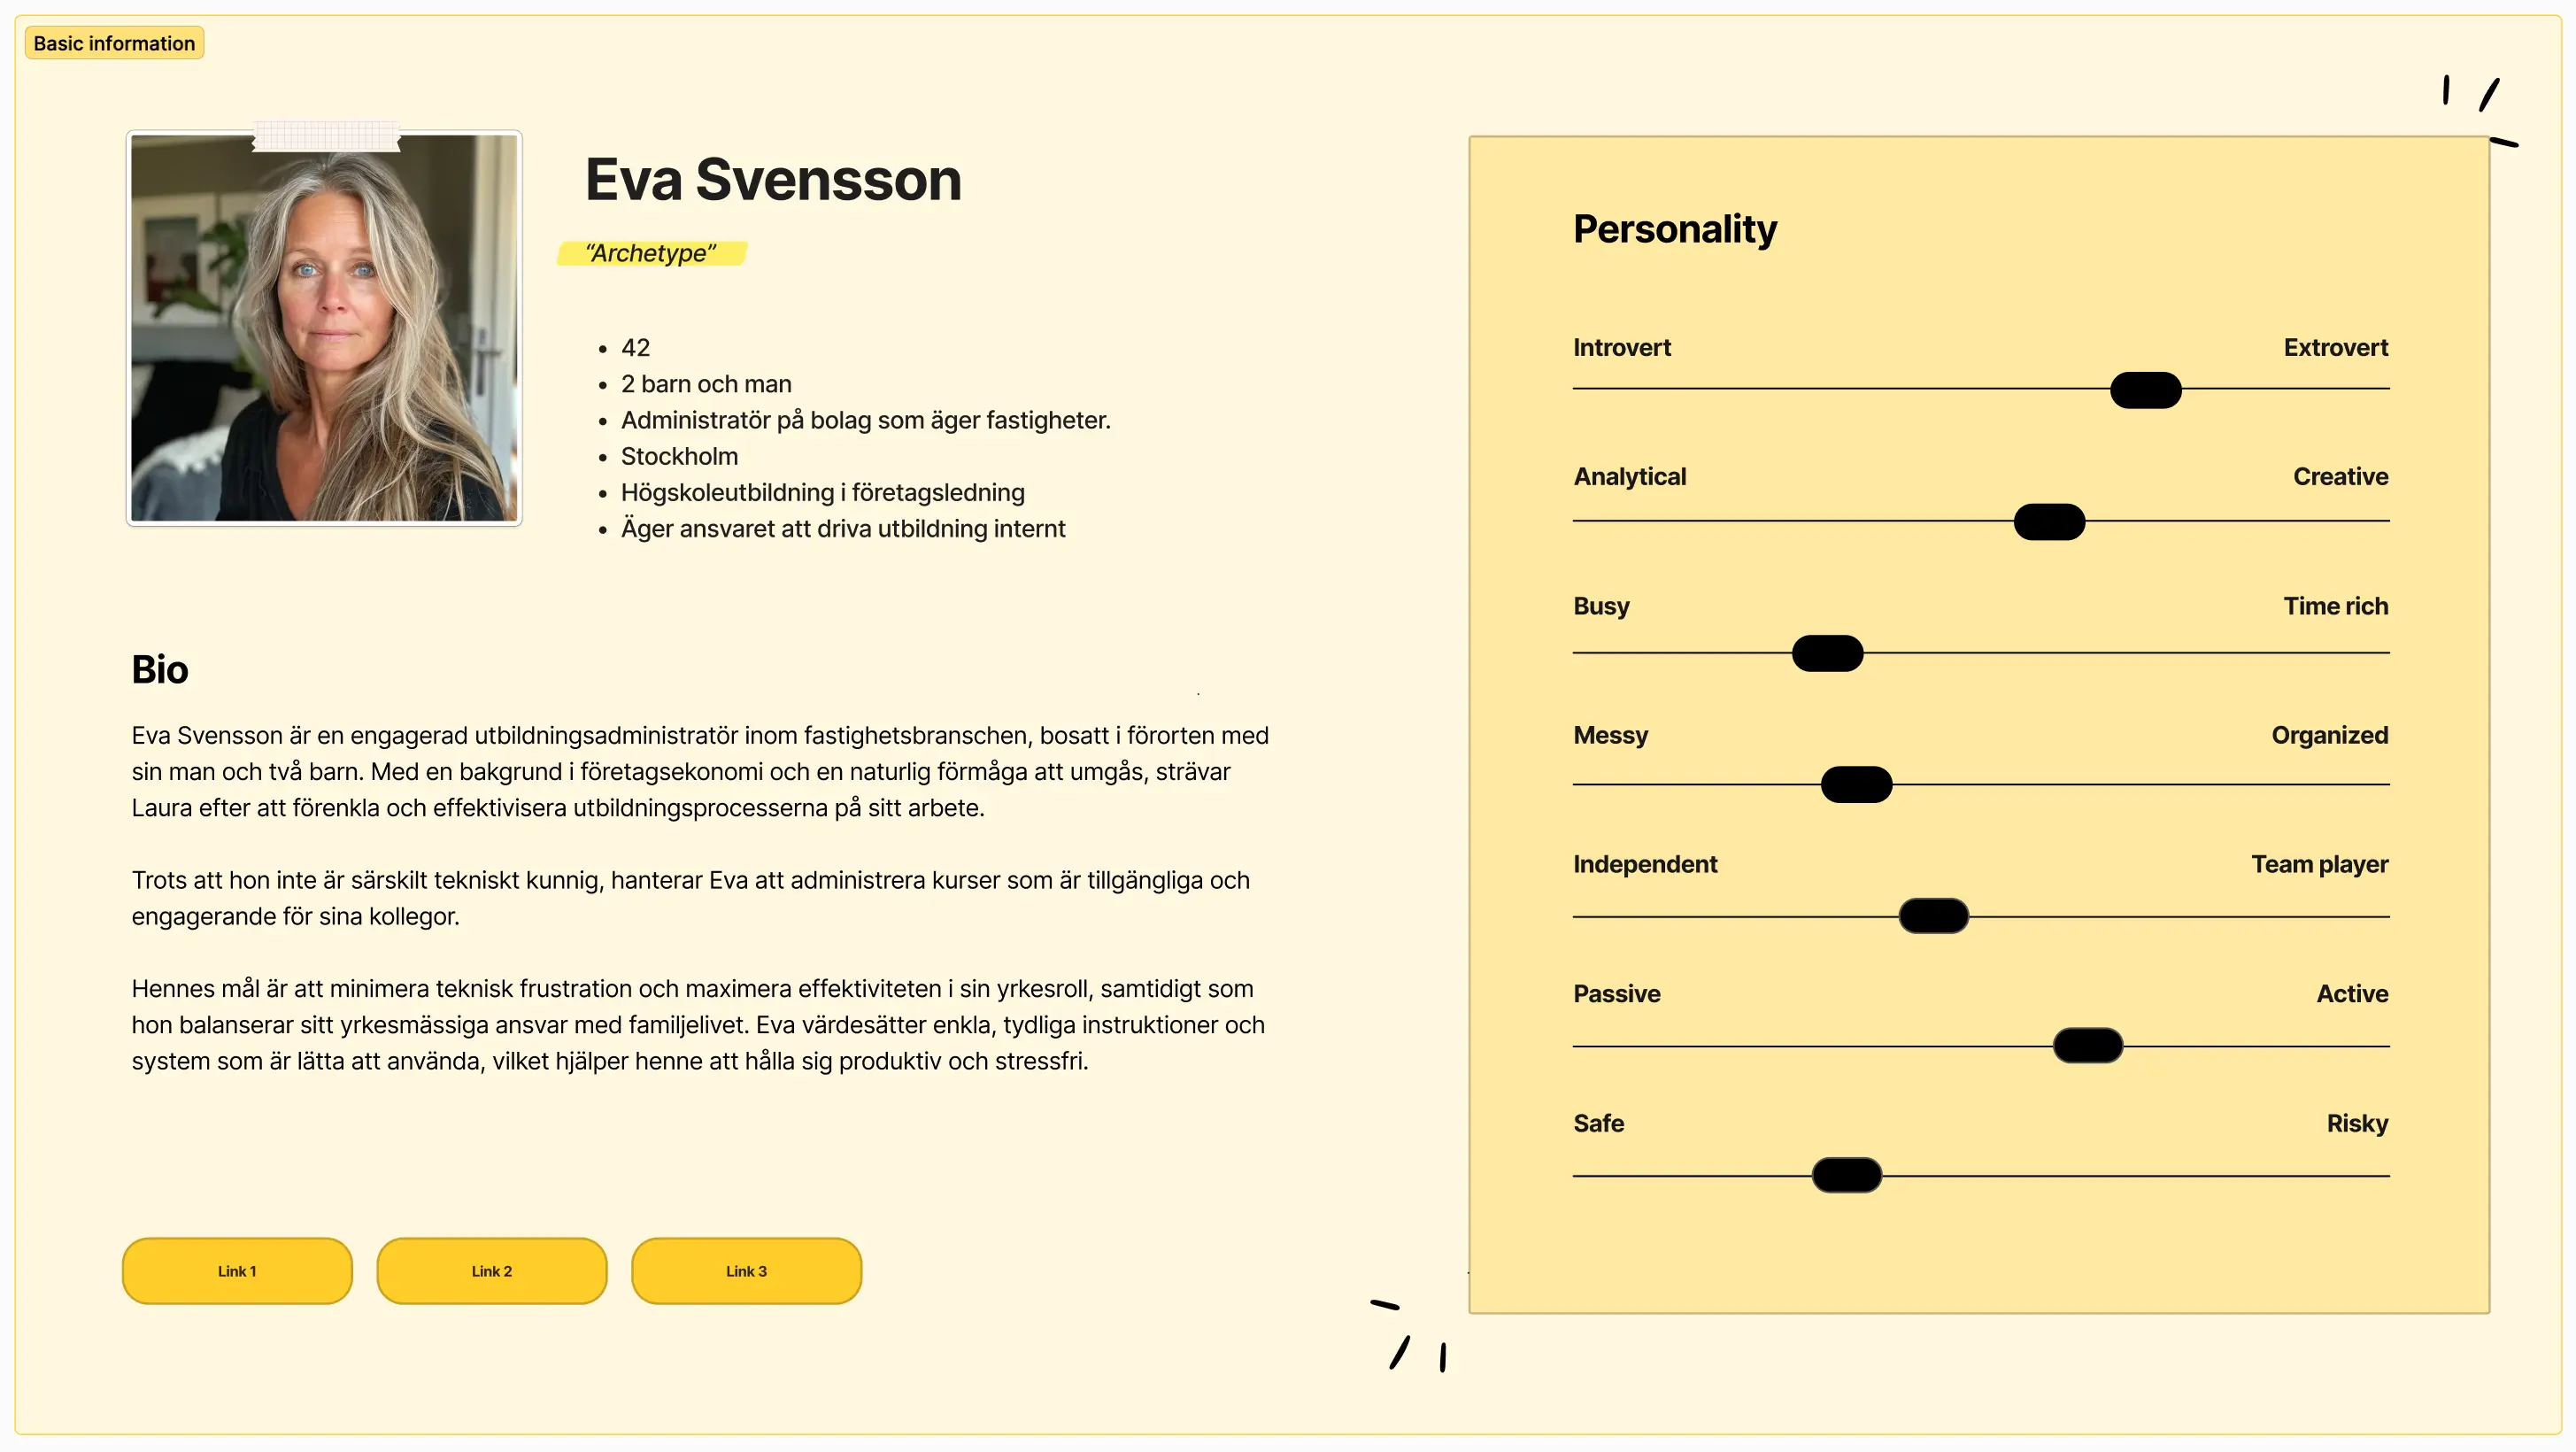 Basic information
Eva Svensson
“Archetype”
• 42
• 2 barn och man
• Administratör på bolag som äger fastigheter.
• Stockholm
• Högskoleutbildning i företagsledning
• Äger ansvaret att driva utbildning internt
Bio
Eva Svensson är en engagerad utbildningsadministratör inom fastighetsbranschen, bosatt i förorten med
sin man och två barn. Med en bakgrund i företagsekonomi och en naturlig förmåga att umgås, strävar
Laura efter att förenkla och effektivisera utbildningsprocesserna på sitt arbete.
Trots att hon inte är särskilt tekniskt kunnig, hanterar Eva att administrera kurser som är tillgängliga och
engagerande för sina kollegor.
Hennes mål är att minimera teknisk frustration och maximera effektiviteten i sin yrkesroll, samtidigt som
hon balanserar sitt yrkesmässiga ansvar med familjelivet. Eva värdesätter enkla, tydliga instruktioner och
system som är lätta att använda, vilket hjälper henne att hålla sig produktiv och stressfri.
Link 1
Link 2
Link 3
Personality
Introvert Extrovert
Analytical Creative
Busy Time rich
Messy Organized
Independent Team player
Passive Active
Safe Risky